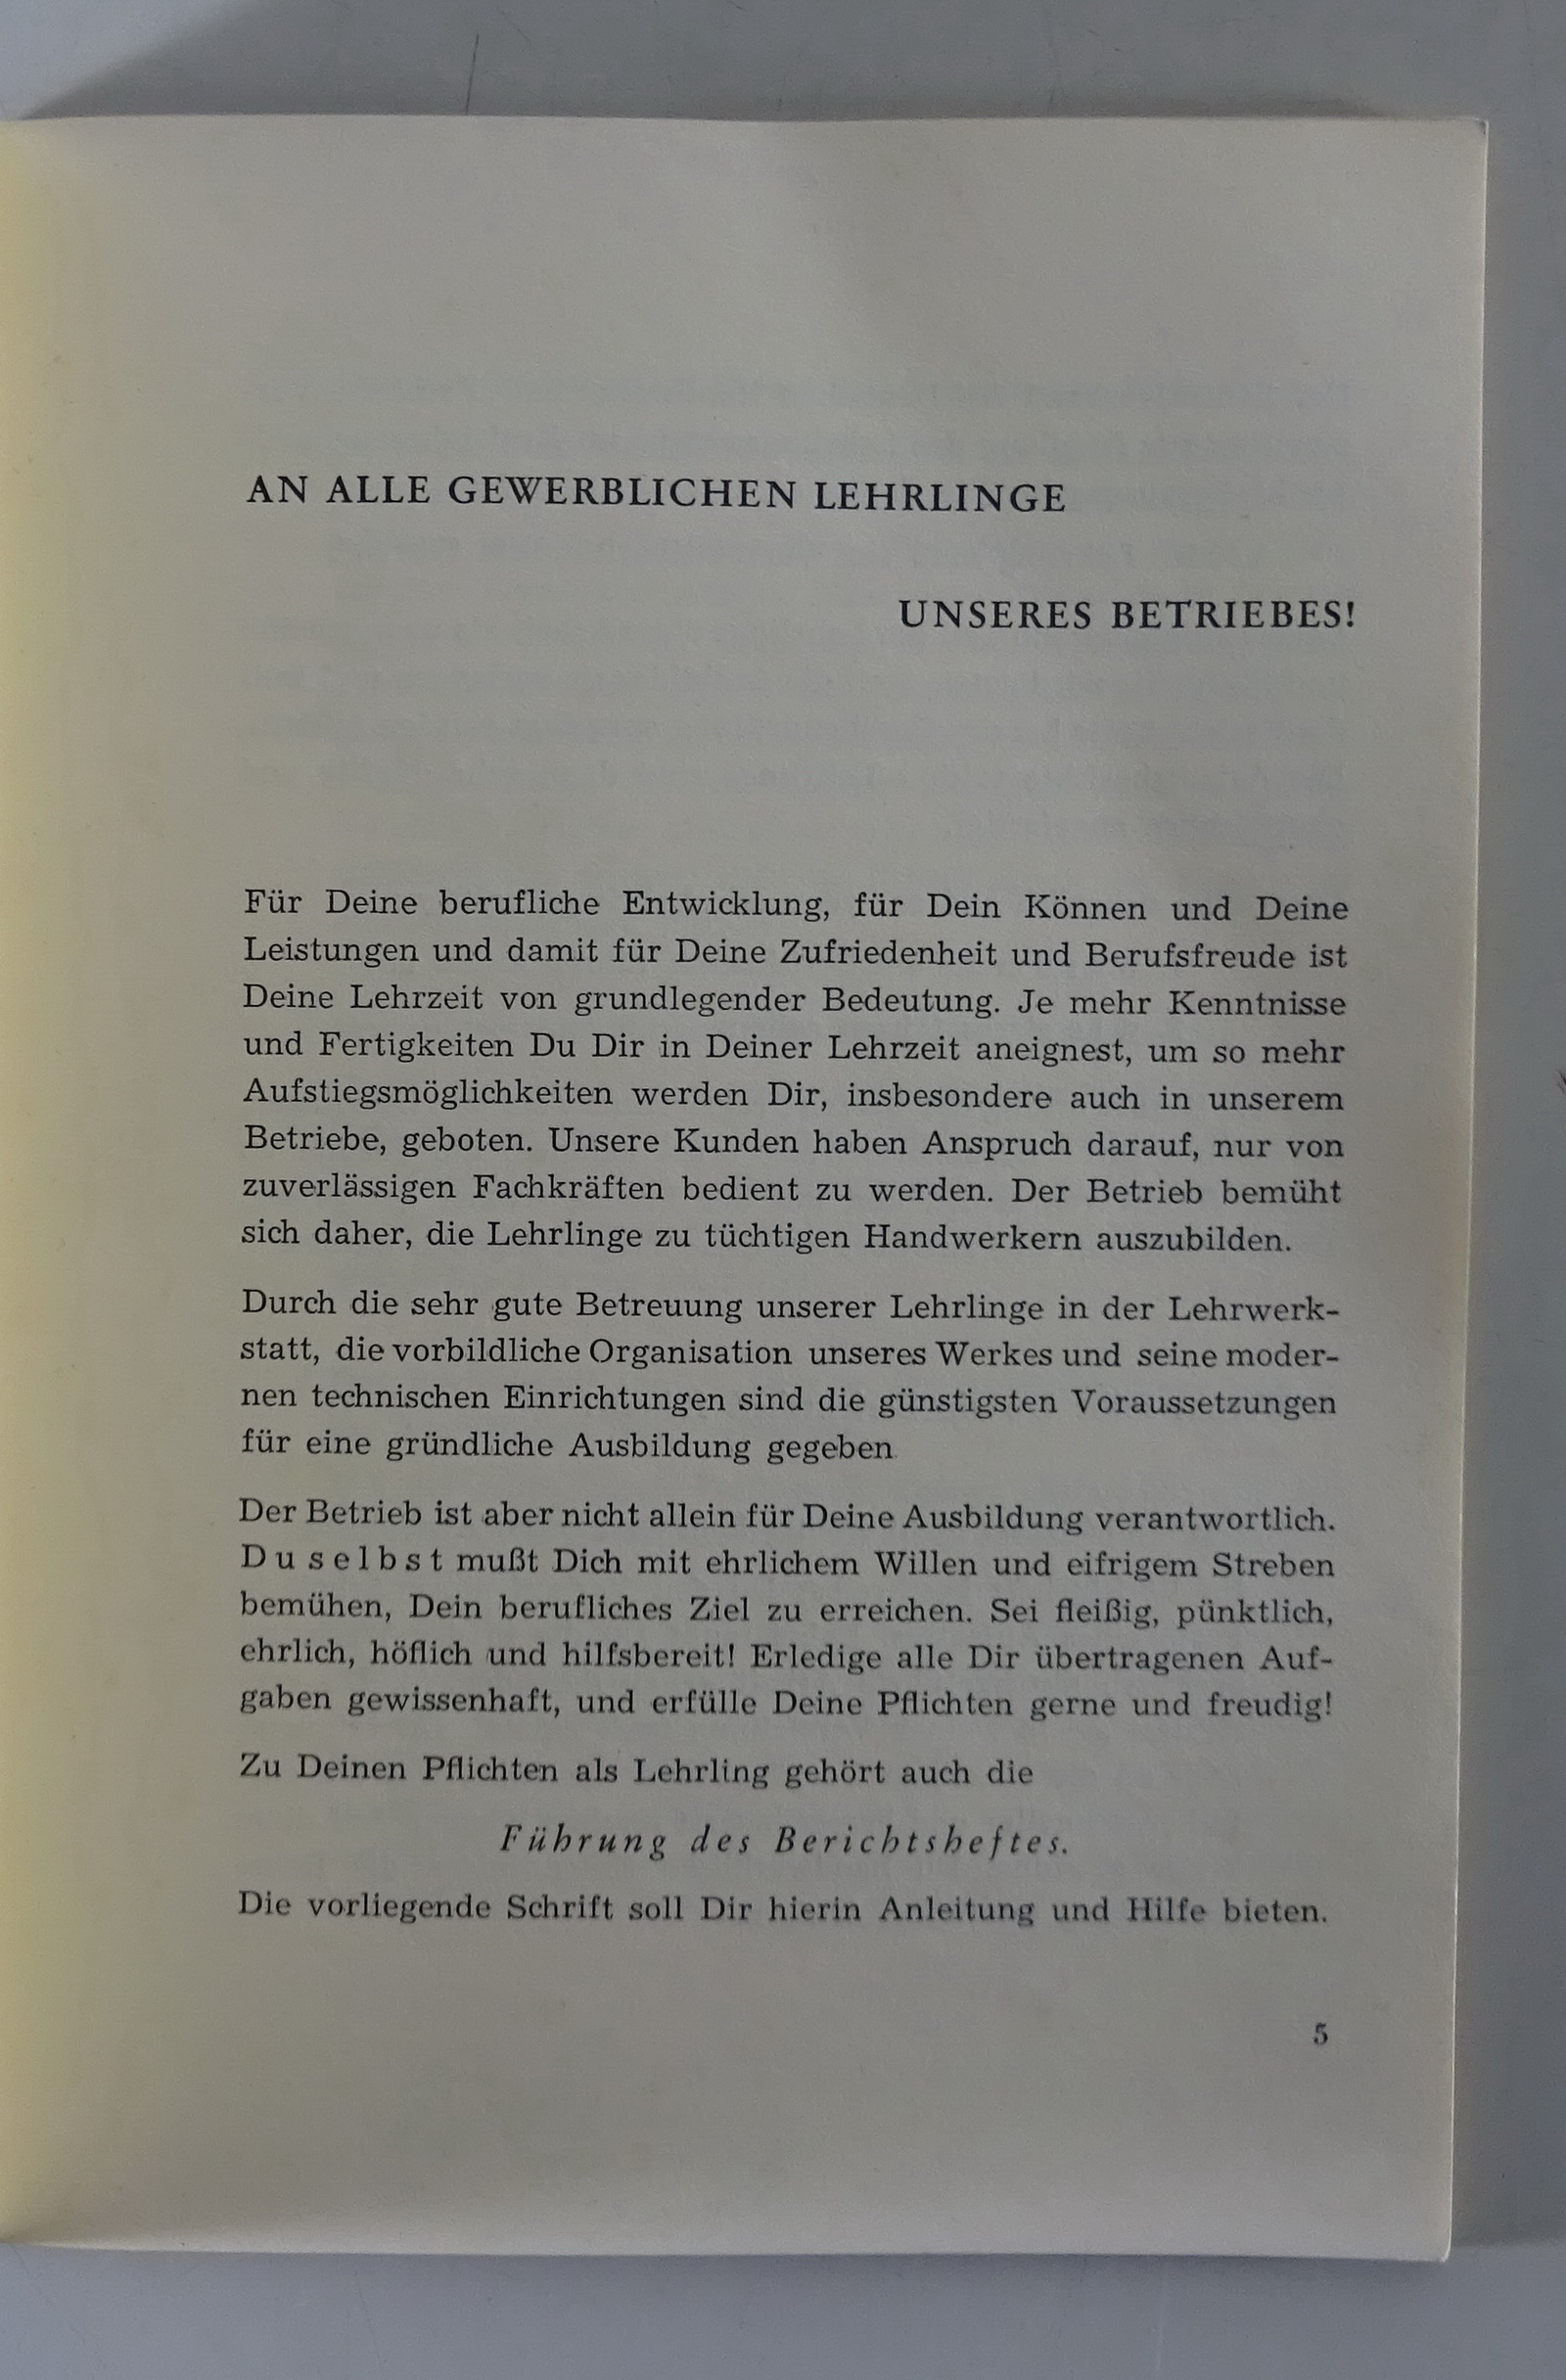 AN ALLE GEWERBLICHEN LEHRLINGE
UNSERES BETRIEBES!
Für Deine berufliche Entwicklung, für Dein Können und Deine
Leistungen und damit für Deine Zufriedenheit und Berufsfreude ist
Deine Lehrzeit von grundlegender Bedeutung. Je mehr Kenntnisse
und Fertigkeiten Du Dir in Deiner Lehrzeit aneignest, um so mehr
Aufstiegsmöglichkeiten werden Dir, insbesondere auch in unserem
Betriebe, geboten. Unsere Kunden haben Anspruch darauf, nur von
zuverlässigen Fachkräften bedient zu werden. Der Betrieb bemüht
sich daher, die Lehrlinge zu tüchtigen Handwerkern auszubilden.
Durch die sehr gute Betreuung unserer Lehrlinge in der Lehrwerk-
statt, die vorbildliche Organisation unseres Werkes und seine moder-
nen technischen Einrichtungen sind die günstigsten Voraussetzungen
für eine gründliche Ausbildung gegeben.
Der Betrieb ist aber nicht allein für Deine Ausbildung verantwortlich.
Du selbst mußt Dich mit ehrlichem Willen und eifrigem Streben
bemühen, Dein berufliches Ziel zu erreichen. Sei fleißig, pünktlich,
ehrlich, höflich und hilfsbereit! Erledige alle Dir übertragenen Auf-
gaben gewissenhaft, und erfülle Deine Pflichten gerne und freudig!
Zu Deinen Pflichten als Lehrling gehört auch die
Führung des Berichtsheftes.
Die vorliegende Schrift soll Dir hierin Anleitung und Hilfe bieten.
5